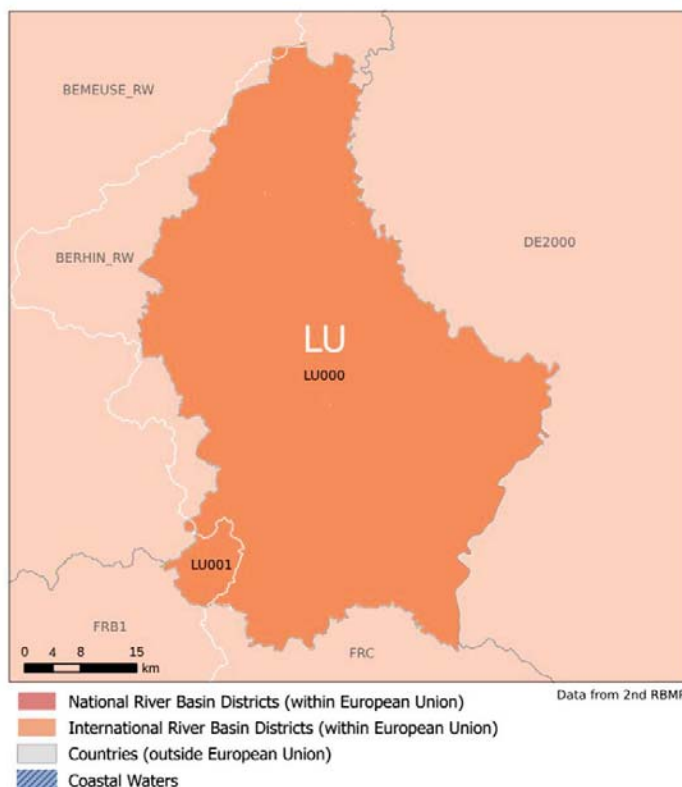 BEMEUSE_RW
DE2000
BERHIN_RW
LU
LU000
LU001
FRB1
FRC
0 4 8 15
km
Data from 2nd RBMP
National River Basin Districts (within European Union)
International River Basin Districts (within European Union)
Countries (outside European Union)
Coastal Waters